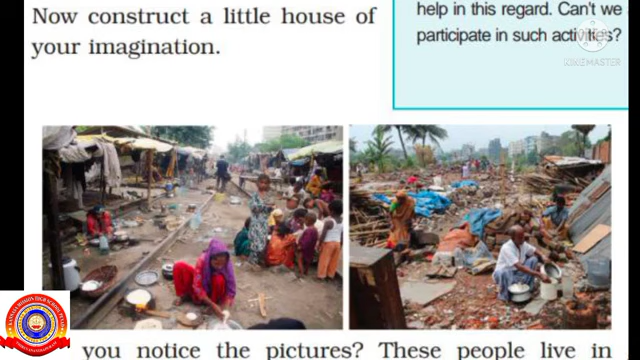 Now construct a little house of
your imagination.
help in this regard. Can't we
participate in such activities?
KINEMASTER
you notice the pictures? These people live in